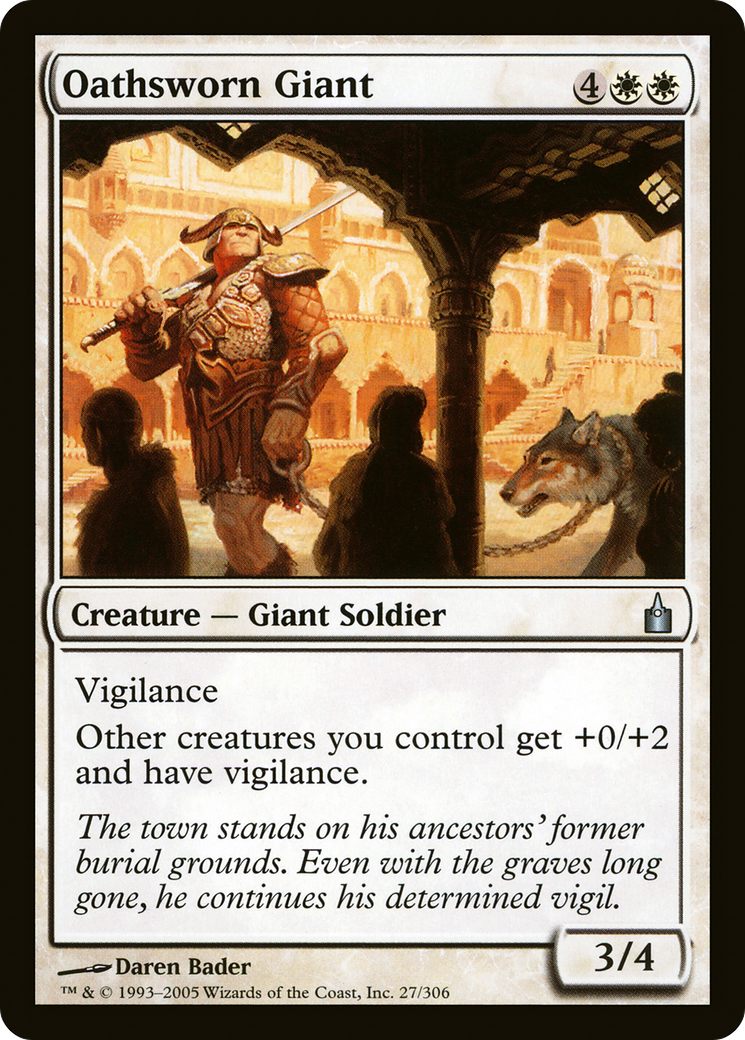 Oathsworn Giant
4
Creature — Giant Soldier
Vigilance
Other creatures you control get +0/+2
and have vigilance.
The town stands on his ancestors' former
burial grounds. Even with the graves long
gone, he continues his determined vigil.
3/4
Daren Bader
™ & © 1993–2005 Wizards of the Coast, Inc. 27/306